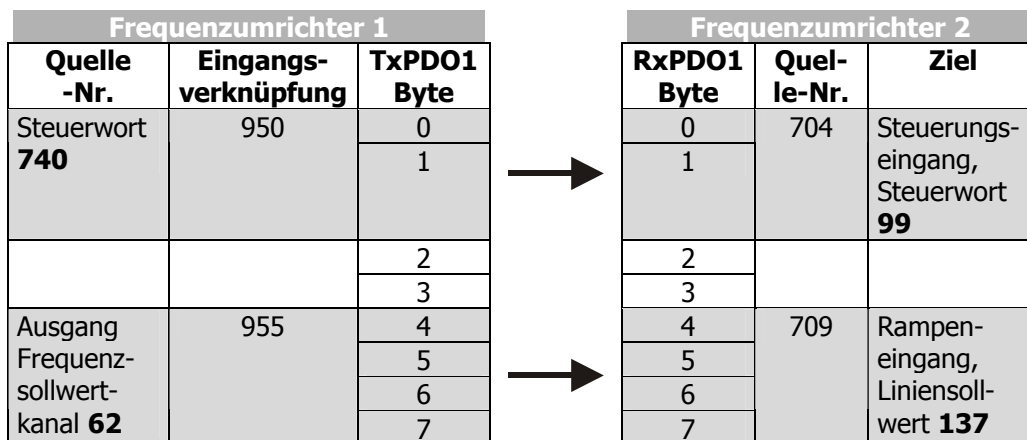 Frequenzumrichter 1
Quelle -Nr. Eingangs- verknüpfung TxPDO1 Byte
Steuerwort 740 950 0
1
2
3
Ausgang Frequenz- sollwert- kanal 62 955 4
5
6
7
Frequenzumrichter 2
RxPDO1 Byte Quel- le-Nr. Ziel
0 704 Steuerungs- eingang, Steuerwort 99
1
2
3
4 709 Rampen- eingang, Liniensoll- wert 137
5
6
7